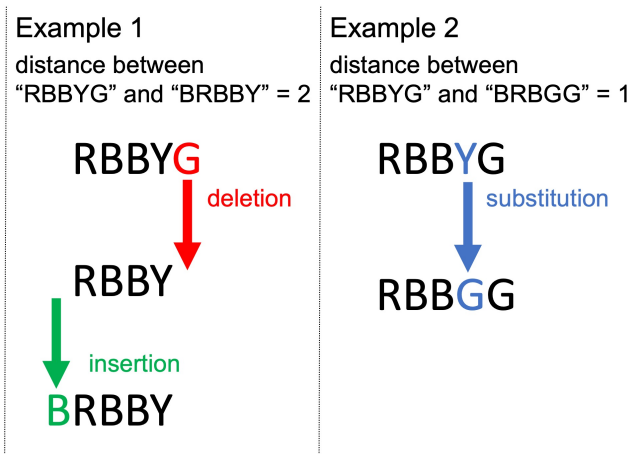 Example 1
distance between
“RBBYG” and “BRBBY” = 2
RBBYG
deletion
RBBY
insertion
BRBBY
Example 2
distance between
“RBBYG” and “BRBGG” = 1
RBBYG
substitution
RBBGG